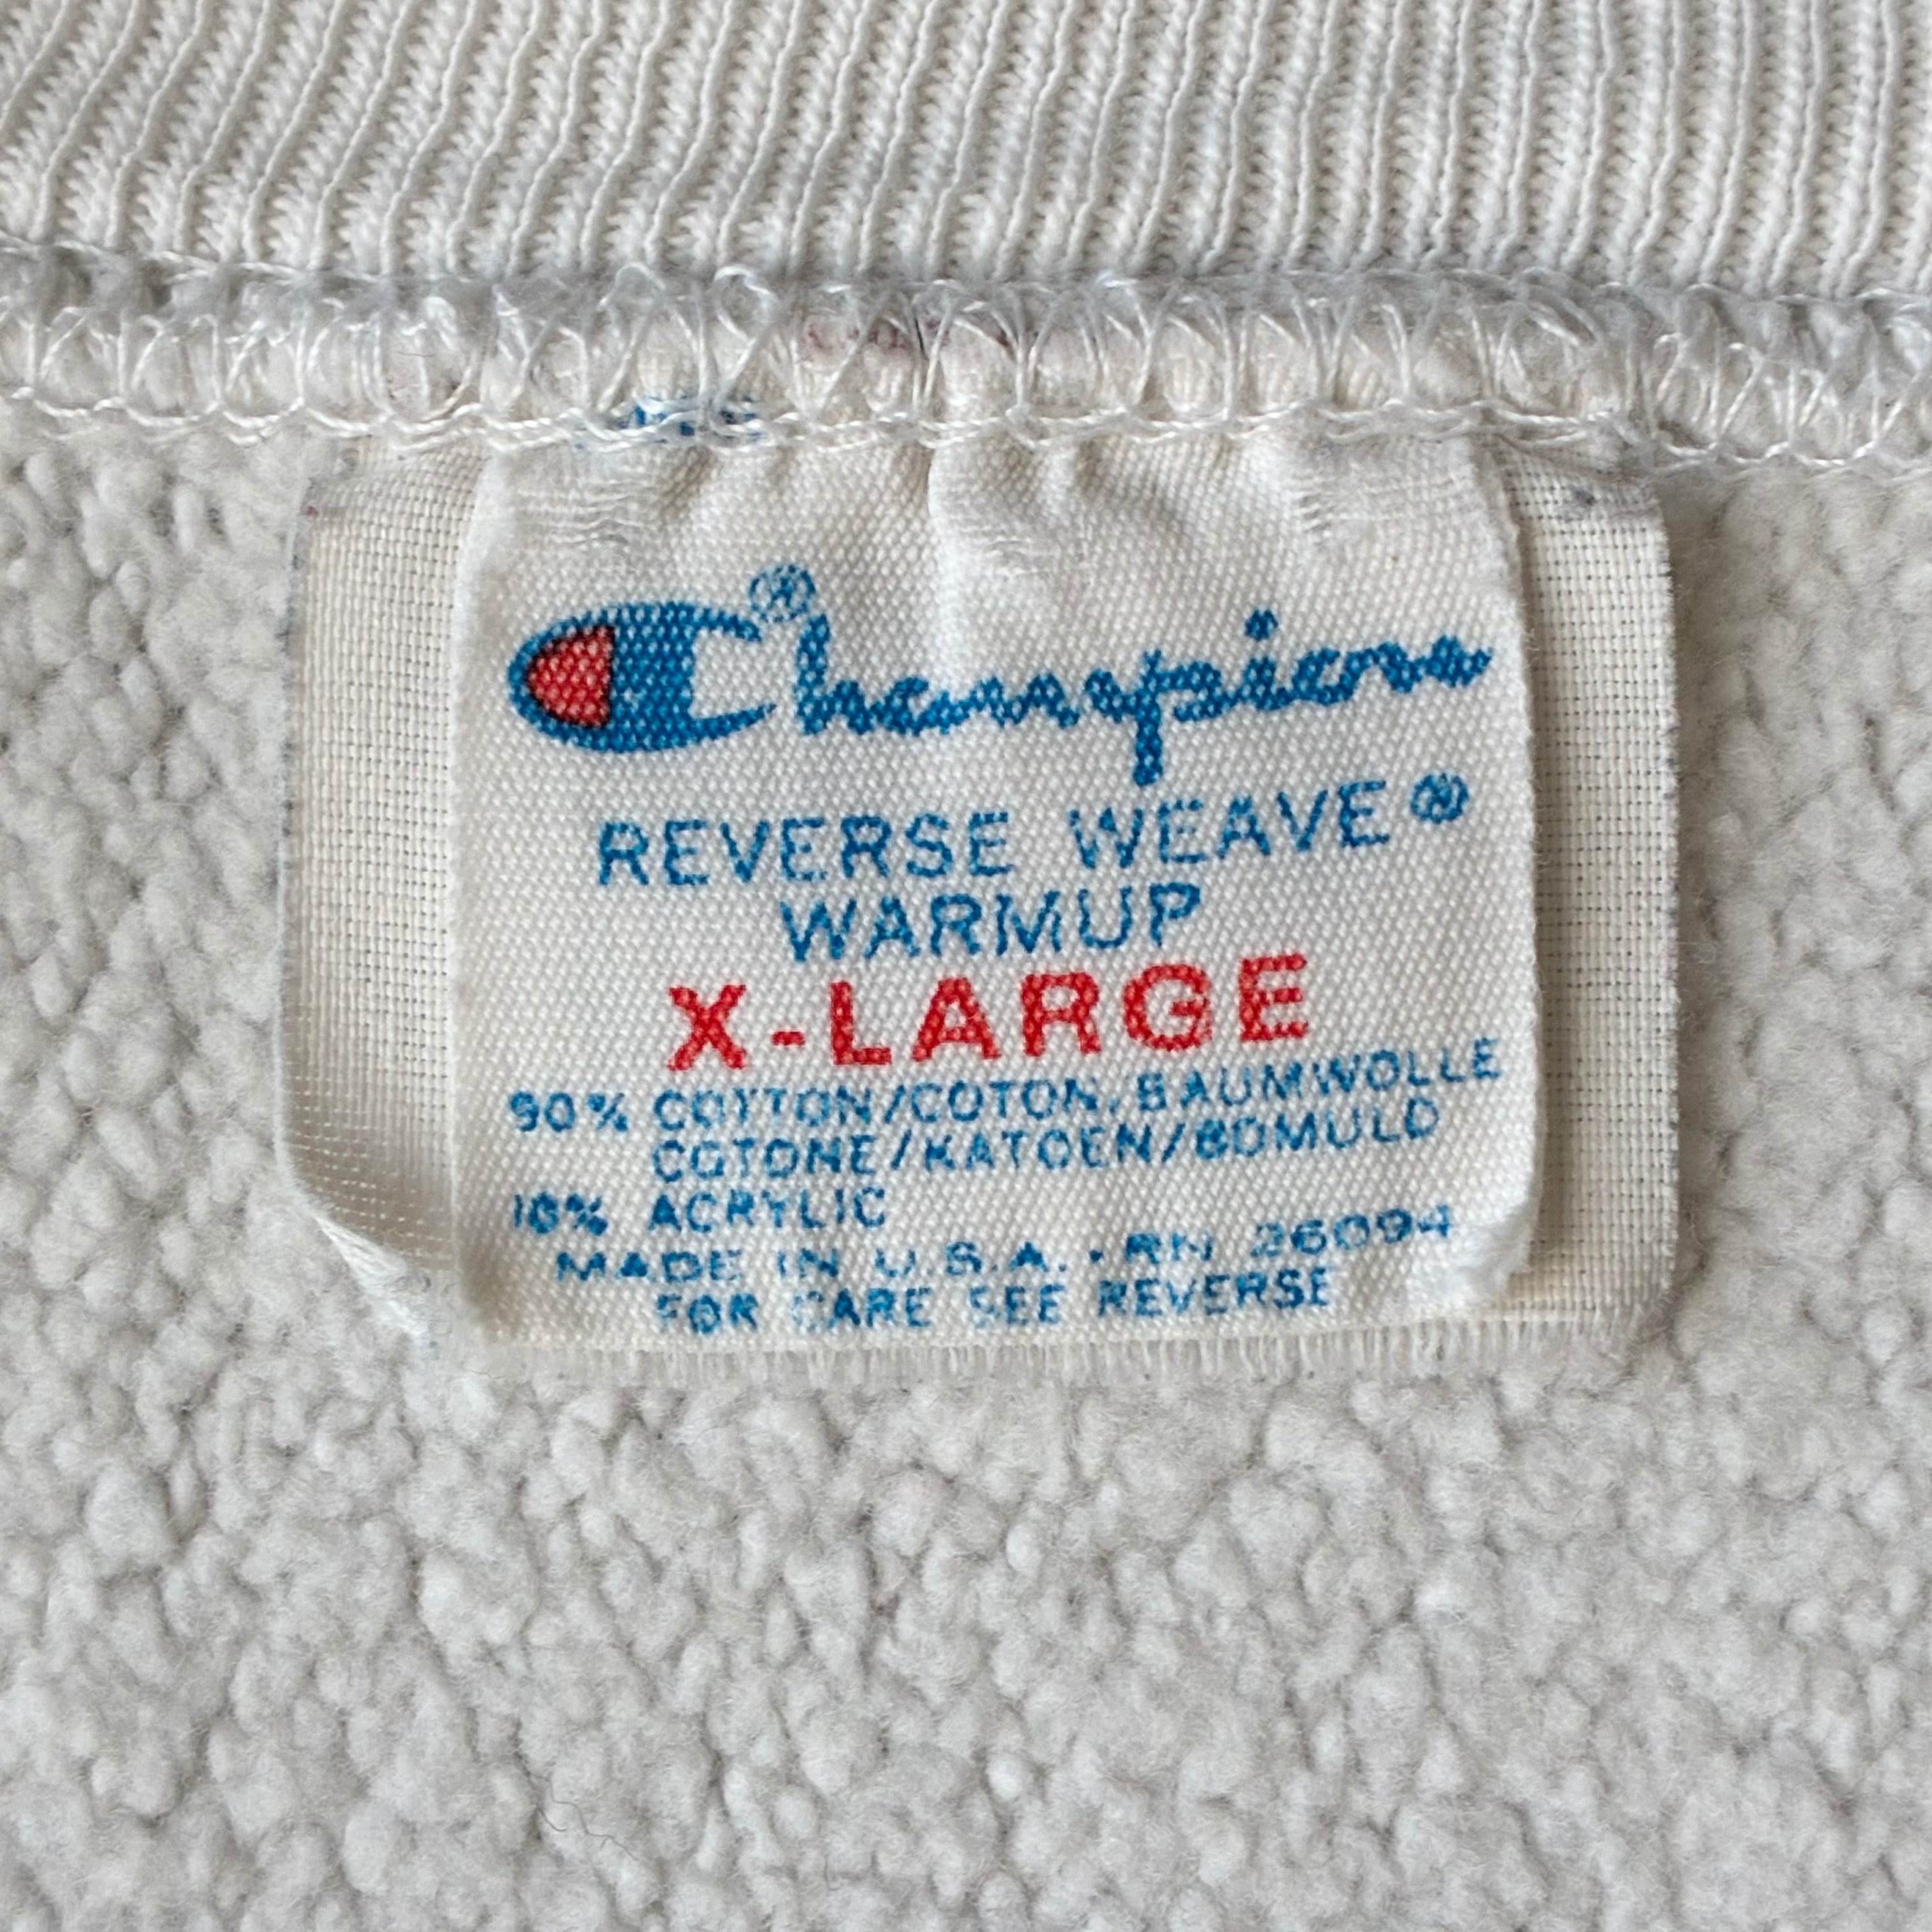 Champion®
REVERSE WEAVE®
WARMUP
X-LARGE
90% COTTON/COTON/BAUMWOLLE
COTONE/KATOEN/BOMULD
10% ACRYLIC
MADE IN U.S.A. - RN 26094
FOR CARE SEE REVERSE